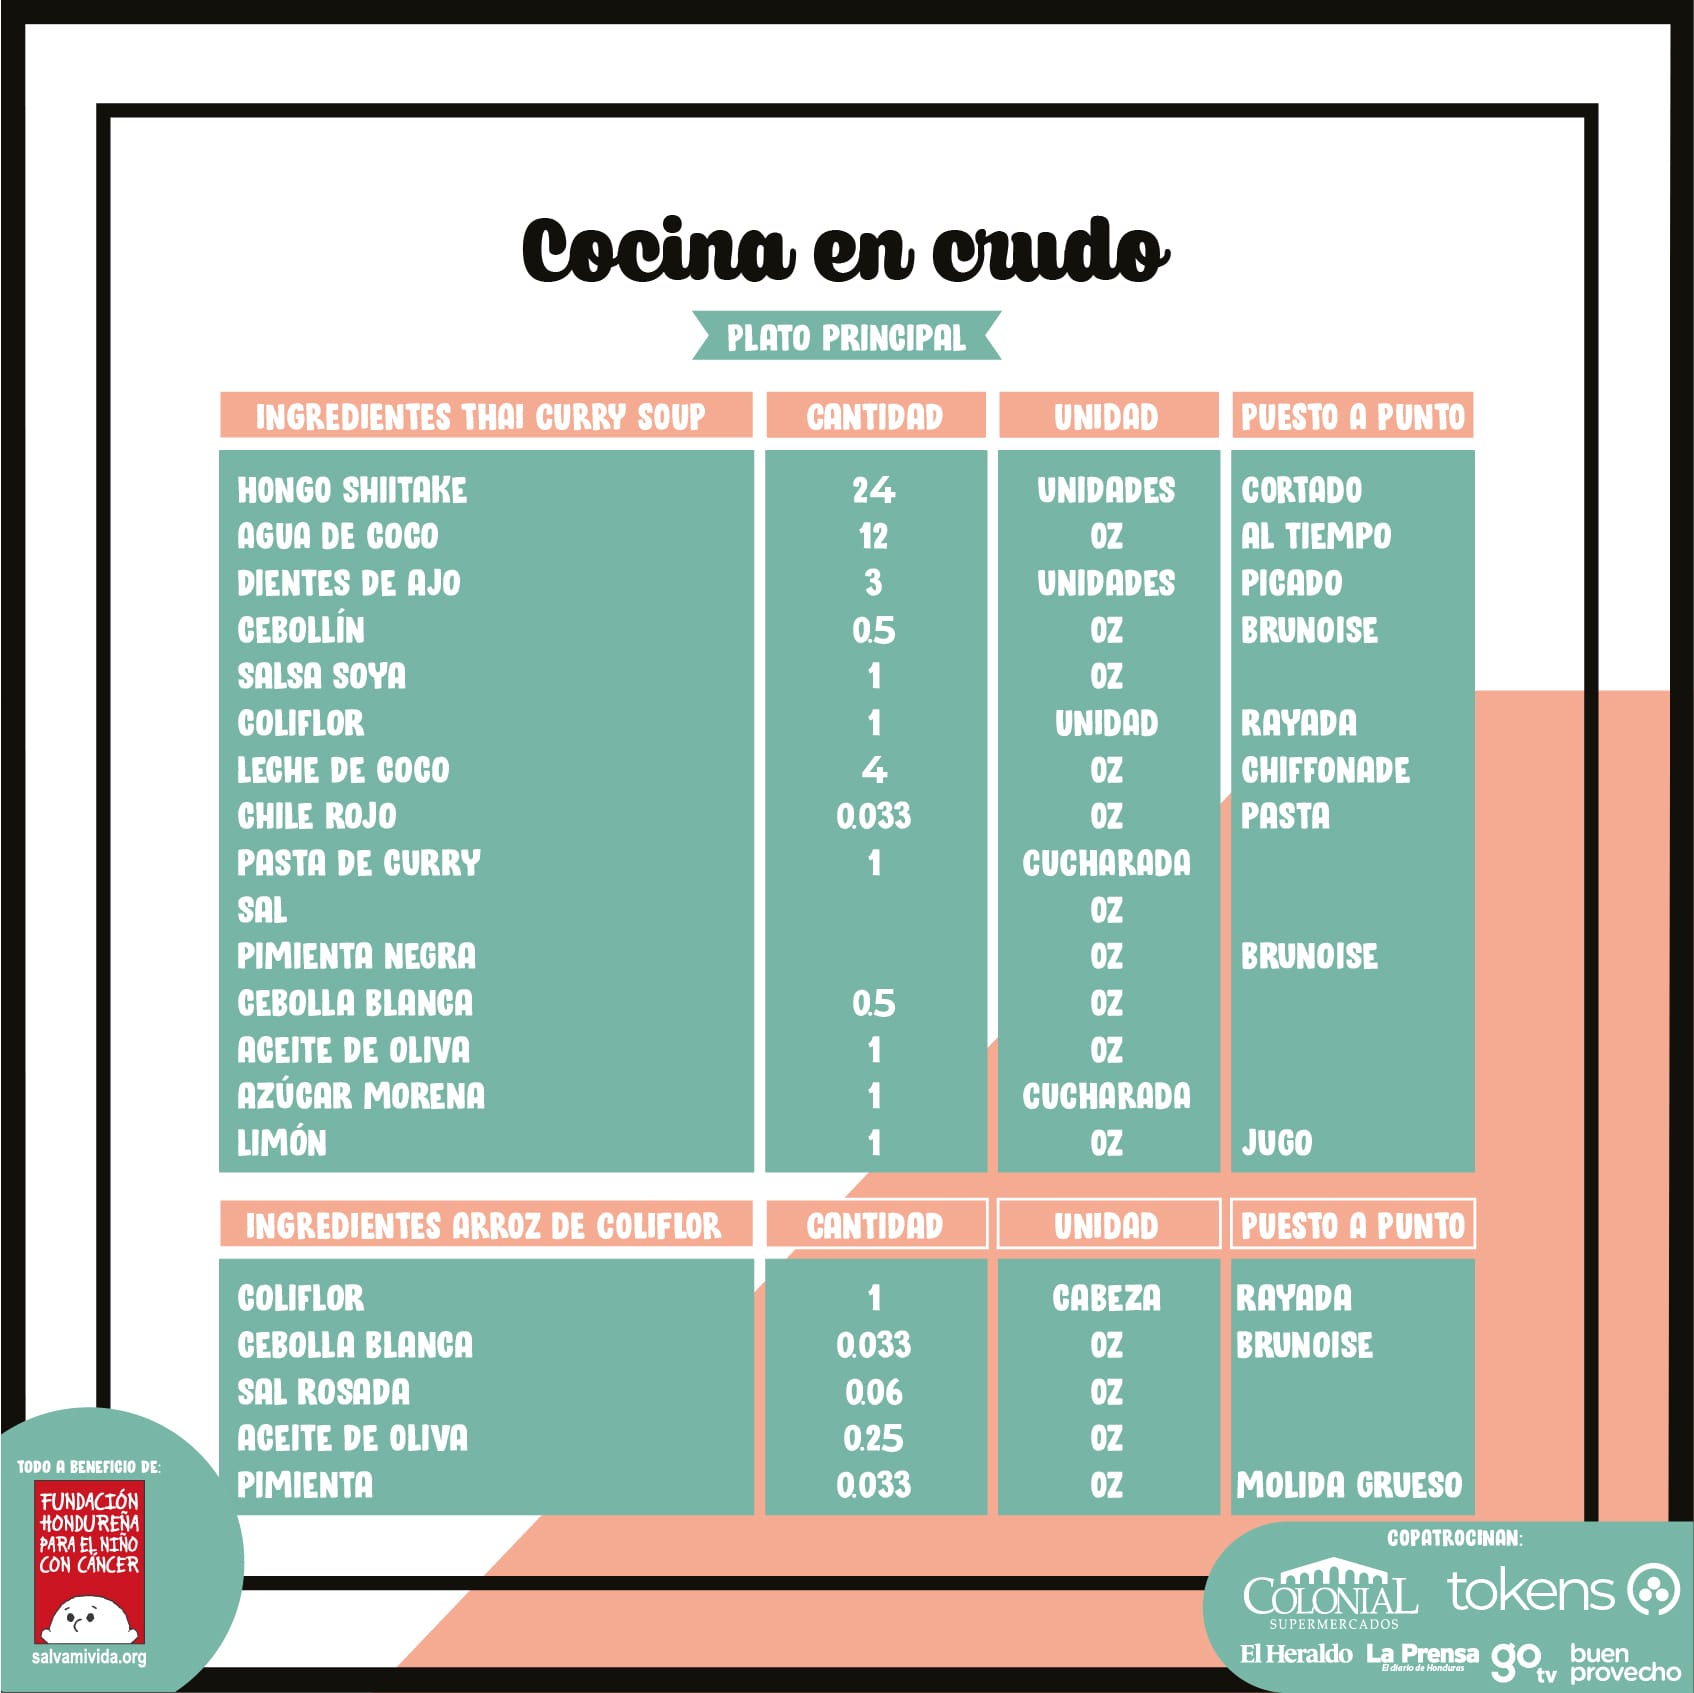 Cocina en crudo
PLATO PRINCIPAL
INGREDIENTES THAI CURRY SOUP CANTIDAD UNIDAD PUESTO A PUNTO
HONGO SHIITAKE 24 UNIDADES CORTADO
AGUA DE COCO 12 OZ AL TIEMPO
DIENTES DE AJO 3 UNIDADES PICADO
CEBOLLÍN 0.5 OZ BRUNOISE
SALSA SOYA 1 OZ
COLIFLOR 1 UNIDAD RAYADA
LECHE DE COCO 4 OZ CHIFFONADE
CHILE ROJO 0.033 OZ PASTA
PASTA DE CURRY 1 CUCHARADA
SAL OZ
PIMIENTA NEGRA OZ BRUNOISE
CEBOLLA BLANCA 0.5 OZ
ACEITE DE OLIVA 1 OZ
AZÚCAR MORENA 1 CUCHARADA
LIMÓN 1 OZ JUGO
INGREDIENTES ARROZ DE COLIFLOR CANTIDAD UNIDAD PUESTO A PUNTO
COLIFLOR 1 CABEZA RAYADA
CEBOLLA BLANCA 0.033 OZ BRUNOISE
SAL ROSADA 0.06 OZ
ACEITE DE OLIVA 0.25 OZ
PIMIENTA 0.033 OZ MOLIDA GRUESO
TODO A BENEFICIO DE:
FUNDACIÓN
HONDUREÑA
PARA EL NIÑO
CON CÁNCER
salvamivida.org
COPATROCINAN:
COLONIAL
SUPERMERCADOS
tokens
El Heraldo
La Prensa
El diario de Honduras
go
tv
buen
provecho